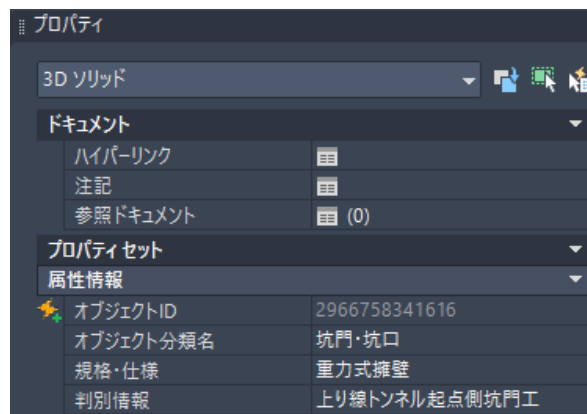 プロパティ
3D ソリッド
ドキュメント
ハイパーリンク
注記
参照ドキュメント (0)
プロパティ セット
属性情報
オブジェクトID 2966758341616
オブジェクト分類名 坑門・坑口
規格・仕様 重力式擁壁
判別情報 上り線トンネル起点側坑門工